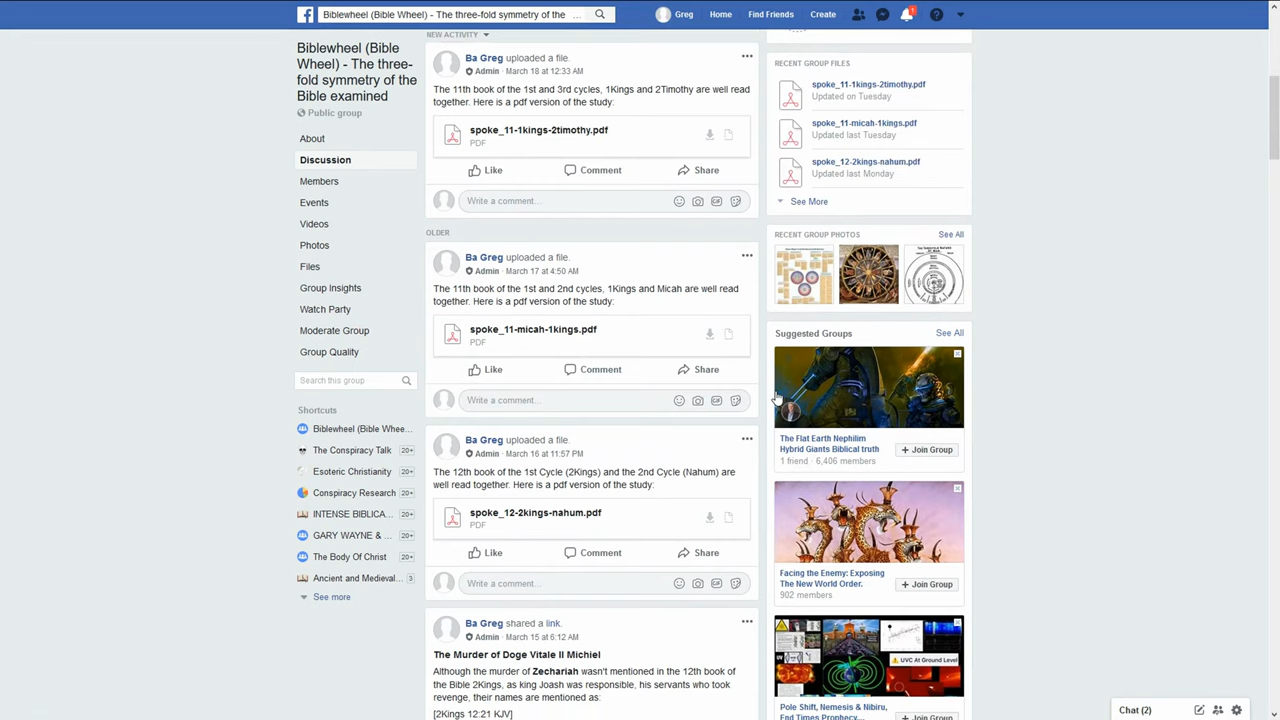 Biblewheel (Bible Wheel) - The three-fold symmetry of the ...
Greg
Home
Find Friends
Create
1
Biblewheel (Bible
Wheel) - The three-
fold symmetry of the
Bible examined
Public group
About
Discussion
Members
Events
Videos
Photos
Files
Group Insights
Watch Party
Moderate Group
Group Quality
Search this group
Shortcuts
Biblewheel (Bible Whee...
The Conspiracy Talk 20+
Esoteric Christianity 20+
Conspiracy Research 20+
INTENSE BIBLICA... 20+
GARY WAYNE & ... 20+
The Body Of Christ 20+
Ancient and Medieval... 3
See more
NEW ACTIVITY
Ba Greg uploaded a file.
Admin · March 18 at 12:33 AM
The 11th book of the 1st and 3rd cycles, 1Kings and 2Timothy are well read
together. Here is a pdf version of the study:
spoke_11-1kings-2timothy.pdf
PDF
Like Comment Share
Write a comment...
OLDER
Ba Greg uploaded a file.
Admin · March 17 at 4:50 AM
The 11th book of the 1st and 2nd cycles, 1Kings and Micah are well read
together. Here is a pdf version of the study:
spoke_11-micah-1kings.pdf
PDF
Like Comment Share
Write a comment...
Ba Greg uploaded a file.
Admin · March 16 at 11:57 PM
The 12th book of the 1st Cycle (2Kings) and the 2nd Cycle (Nahum) are
well read together. Here is a pdf version of the study:
spoke_12-2kings-nahum.pdf
PDF
Like Comment Share
Write a comment...
Ba Greg shared a link.
Admin · March 15 at 6:12 AM
The Murder of Doge Vitale II Michiel
Although the murder of Zechariah wasn't mentioned in the 12th book of
the Bible 2Kings, as king Joash was responsible, his servants who took
revenge, their names are mentioned as:
[2Kings 12:21 KJV]
RECENT GROUP FILES
spoke_11-1kings-2timothy.pdf
Updated on Tuesday
spoke_11-micah-1kings.pdf
Updated last Tuesday
spoke_12-2kings-nahum.pdf
Updated last Monday
See More
RECENT GROUP PHOTOS See All
Suggested Groups See All
The Flat Earth Nephilim
Hybrid Giants Biblical truth
1 friend · 6,406 members
+ Join Group
Facing the Enemy: Exposing
The New World Order.
902 members
+ Join Group
UVC At Ground Level
Pole Shift, Nemesis & Nibiru,
End Times Prophecy...
+ Join Group
Chat (2)